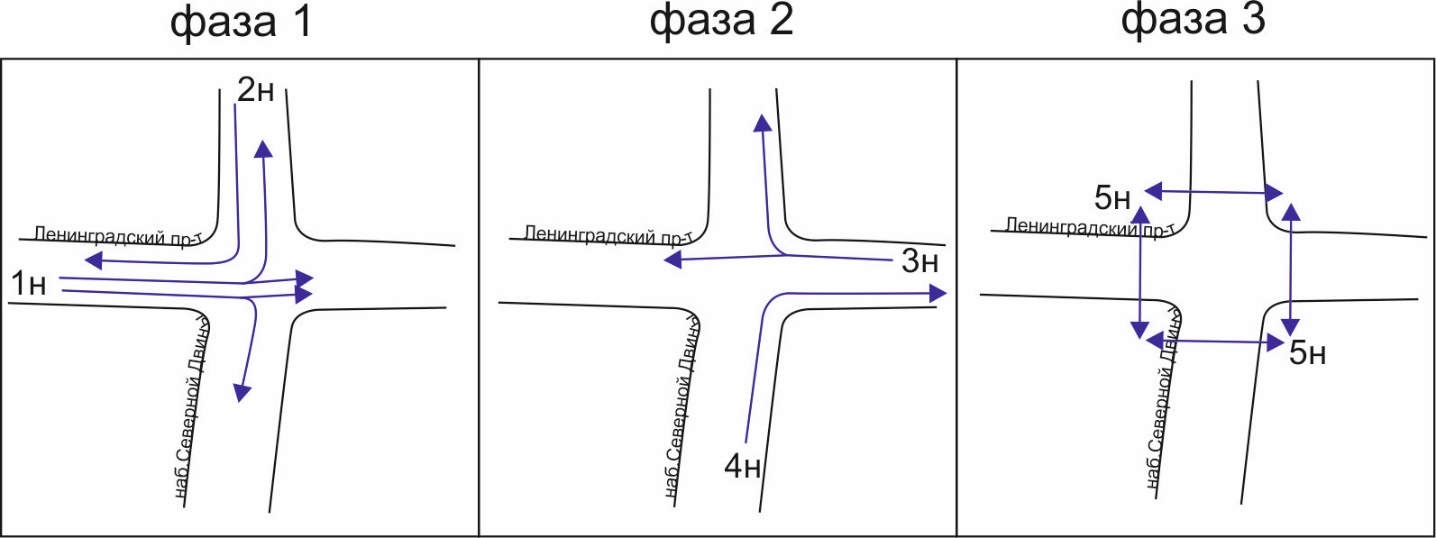 фаза 1
фаза 2
фаза 3
2н
Ленинградский пр-т
1н
наб.Северной Двины
Ленинградский пр-т
3н
наб.Северной Двины
4н
5н
Ленинградский пр-т
5н
наб.Северной Двины